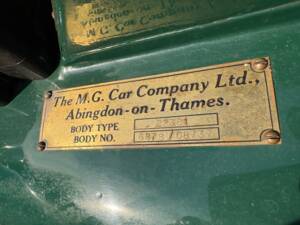 The M.G. Car Company Ltd.,
Abingdon-on-Thames.
BODY TYPE
BODY NO.